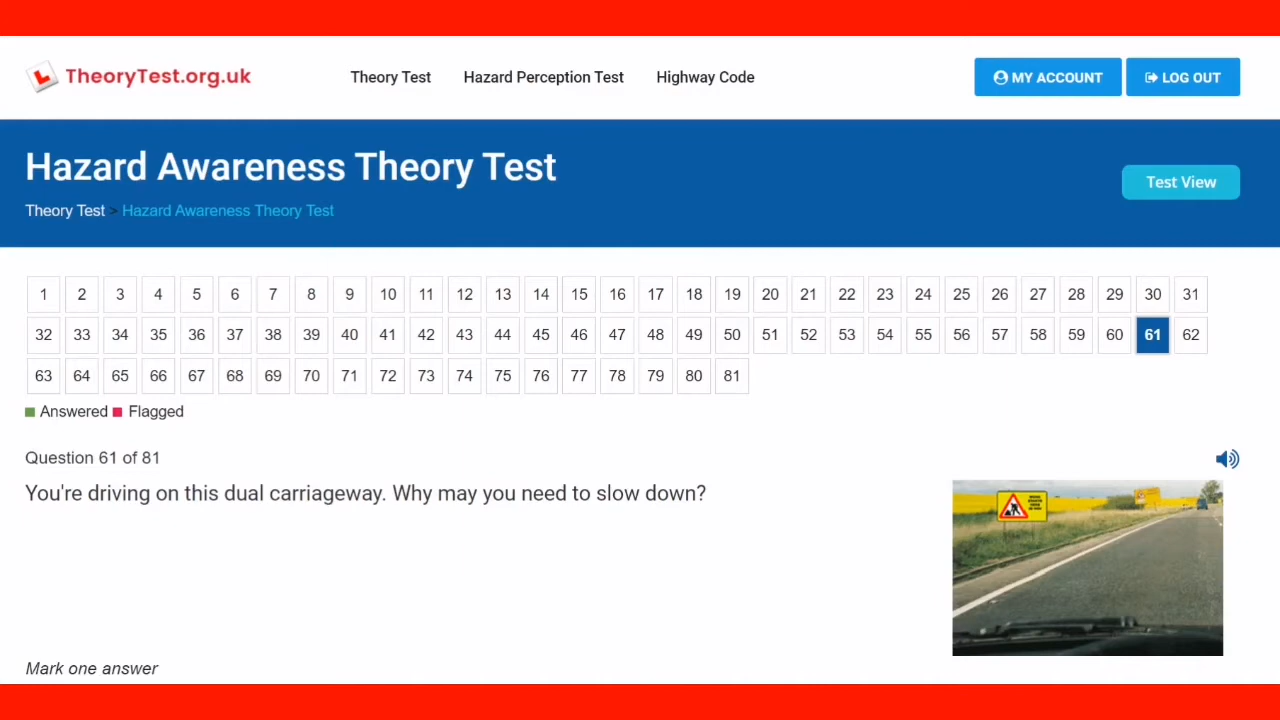 TheoryTest.org.uk
Theory Test Hazard Perception Test Highway Code
MY ACCOUNT LOG OUT
Hazard Awareness Theory Test
Theory Test > Hazard Awareness Theory Test
Test View
1 2 3 4 5 6 7 8 9 10 11 12 13 14 15 16 17 18 19 20 21 22 23 24 25 26 27 28 29 30 31
32 33 34 35 36 37 38 39 40 41 42 43 44 45 46 47 48 49 50 51 52 53 54 55 56 57 58 59 60 61 62
63 64 65 66 67 68 69 70 71 72 73 74 75 76 77 78 79 80 81
Answered Flagged
Question 61 of 81
You're driving on this dual carriageway. Why may you need to slow down?
Mark one answer